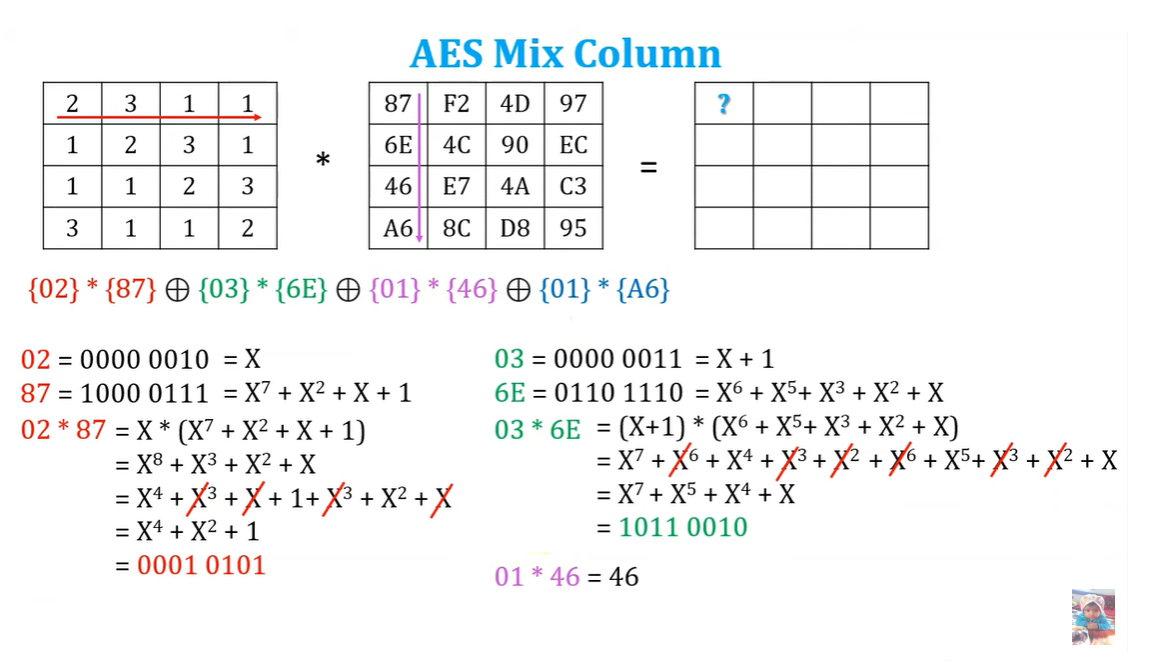 AES Mix Column
2 3 1 1
1 2 3 1
1 1 2 3
3 1 1 2
*
87 F2 4D 97
6E 4C 90 EC
46 E7 4A C3
A6 8C D8 95
=
?
{02} * {87} ⊕ {03} * {6E} ⊕ {01} * {46} ⊕ {01} * {A6}
02 = 0000 0010 = X
87 = 1000 0111 = X⁷ + X² + X + 1
02 * 87 = X * (X⁷ + X² + X + 1)
= X⁸ + X³ + X² + X
= X⁴ + X³ + X + 1+ X³ + X² + X
= X⁴ + X² + 1
= 0001 0101
03 = 0000 0011 = X + 1
6E = 0110 1110 = X⁶ + X⁵+ X³ + X² + X
03 * 6E = (X+1) * (X⁶ + X⁵+ X³ + X² + X)
= X⁷ + X⁶ + X⁴ + X³ + X² + X⁶ + X⁵+ X³ + X² + X
= X⁷ + X⁵ + X⁴ + X
= 1011 0010
01 * 46 = 46